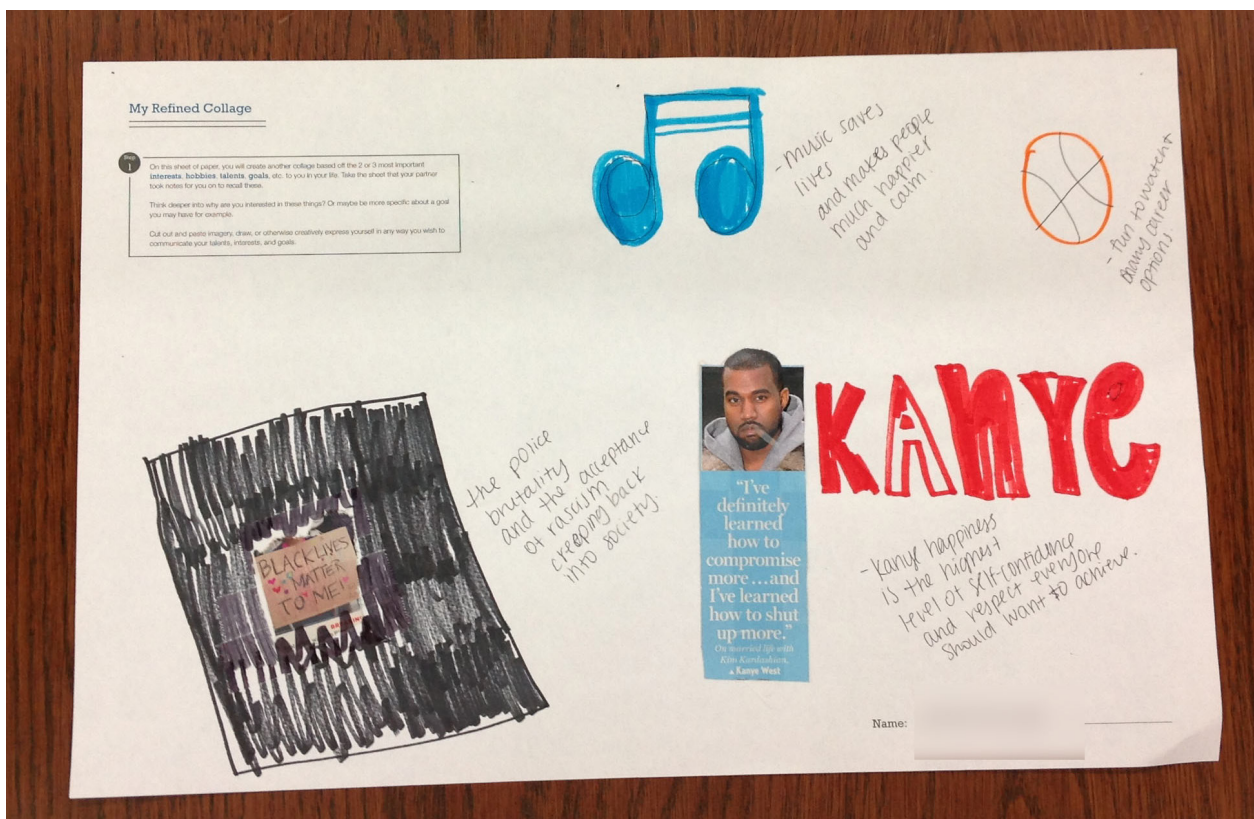 My Refined Collage
Step
1
On this sheet of paper, you will create another collage based off the 2 or 3 most important
interests, hobbies, talents, goals, etc. to you in your life. Take the sheet that your partner
took notes for you on to recall these.
Think deeper into why are you interested in these things? Or maybe be more specific about a goal
you may have for example.
Cut out and paste imagery, draw, or otherwise creatively express yourself in any way you wish to
communicate your talents, interests, and goals.
- music saves
lives
and makes people
much happier
and calm.
- fun to watch
many career
options
the police
brutality
and the acceptance
of rascism
creeping back
into society.
BLACK LIVES
MATTER
TO ME!
KANYE
"I've
definitely
learned
how to
compromise
more ... and
I've learned
how to shut
up more."
On married life with
Kim Kardashian,
▲ Kanye West
- Kanye happiness
is the highest
level of self confidence
and respect everyone
should want to achieve.
Name: